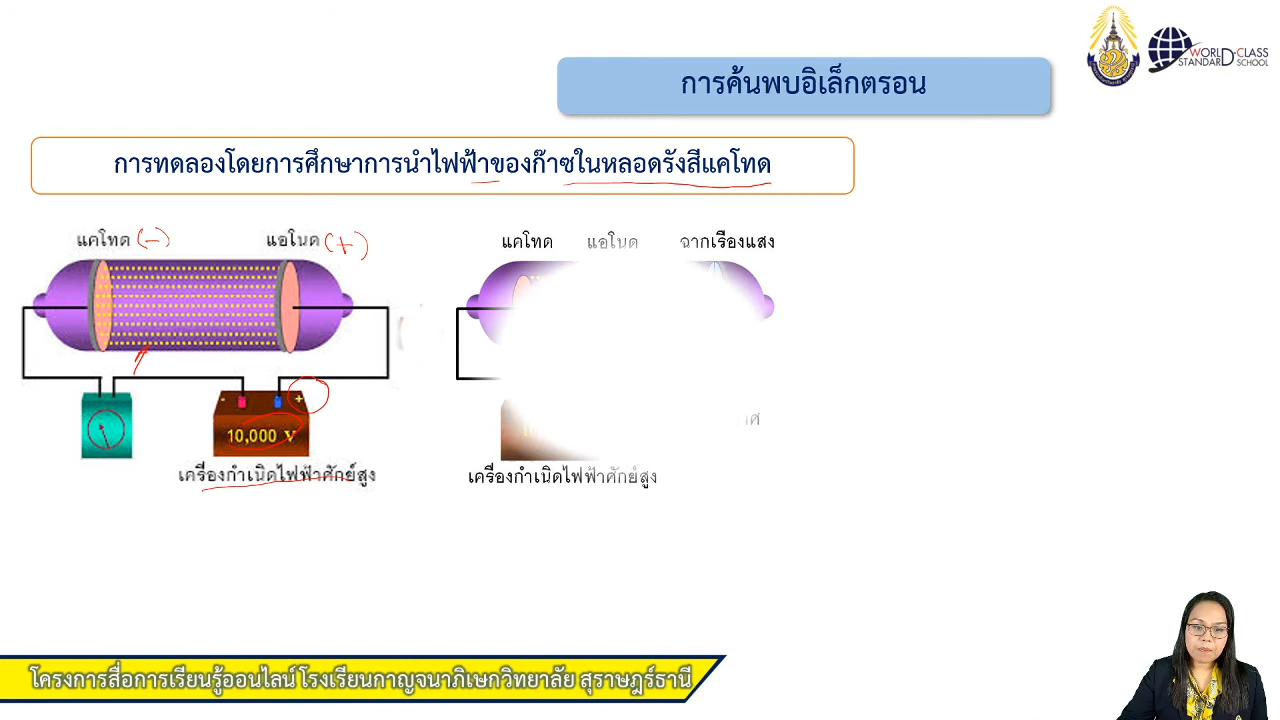 WORLD-CLASS
STANDARD SCHOOL
การค้นพบอิเล็กตรอน
การทดลองโดยการศึกษาการนำไฟฟ้าของก๊าซในหลอดรังสีแคโทด
แคโทด (-)
แอโนด (+)
แคโทด
แอโนด
ฉากเรืองแสง
- +
10,000 V
เครื่องกำเนิดไฟฟ้าศักย์สูง
เครื่องกำเนิดไฟฟ้าศักย์สูง
โครงการสื่อการเรียนรู้ออนไลน์ โรงเรียนกาญจนาภิเษกวิทยาลัย สุราษฎร์ธานี